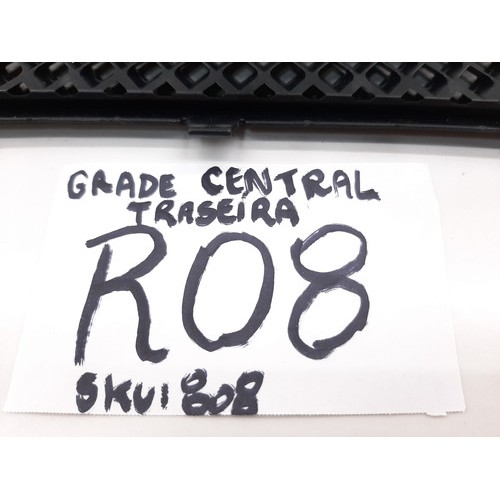 GRADE CENTRAL
TRASEIRA
R08
SKU1808